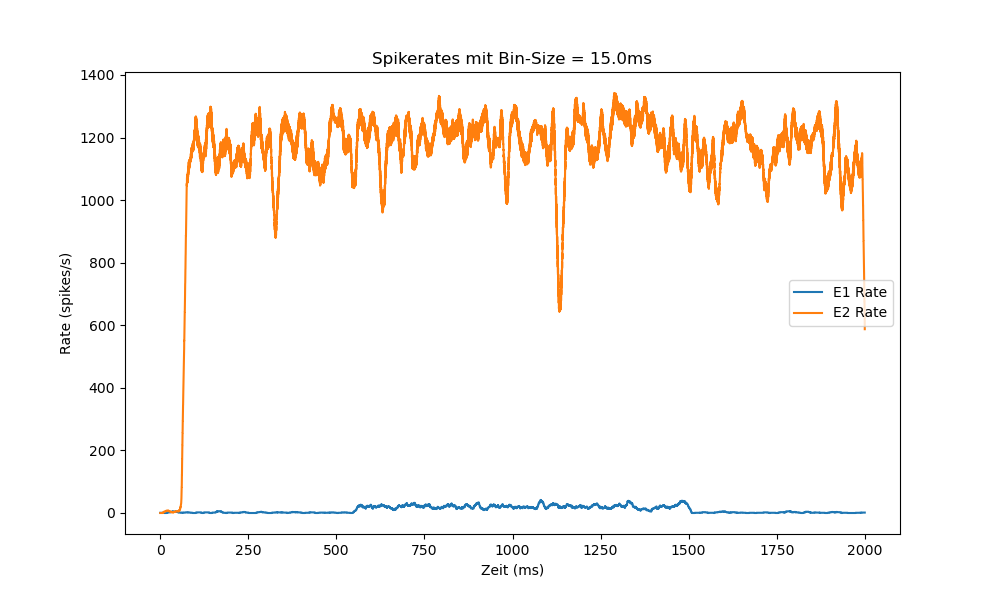 Spikerates mit Bin-Size = 15.0ms
1400
1200
1000
800
600
400
200
0
Rate (spikes/s)
E1 Rate
E2 Rate
0 250 500 750 1000 1250 1500 1750 2000
Zeit (ms)